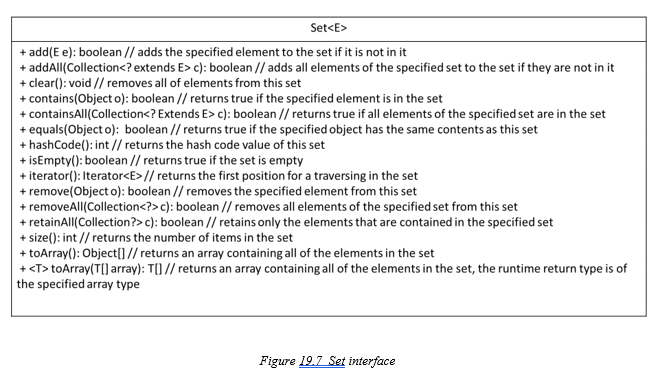 Set<E>
+ add(E e): boolean // adds the specified element to the set if it is not in it
+ addAll(Collection<? extends E> c): boolean // adds all elements of the specified set to the set if they are not in it
+ clear(): void // removes all of elements from this set
+ contains(Object o): boolean // returns true if the specified element is in the set
+ containsAll(Collection<? Extends E> c): boolean // returns true if all elements of the specified set are in the set
+ equals(Object o): boolean // returns true if the specified object has the same contents as this set
+ hashCode(): int // returns the hash code value of this set
+ isEmpty(): boolean // returns true if the set is empty
+ iterator(): Iterator<E> // returns the first position for a traversing in the set
+ remove(Object o): boolean // removes the specified element from this set
+ removeAll(Collection<?> c): boolean // removes all elements of the specified set from this set
+ retainAll(Collection?> c): boolean // retains only the elements that are contained in the specified set
+ size(): int // returns the number of items in the set
+ toArray(): Object[] // returns an array containing all of the elements in the set
+ <T> toArray(T[] array): T[] // returns an array containing all of the elements in the set, the runtime return type is of
the specified array type
Figure 19.7 Set interface